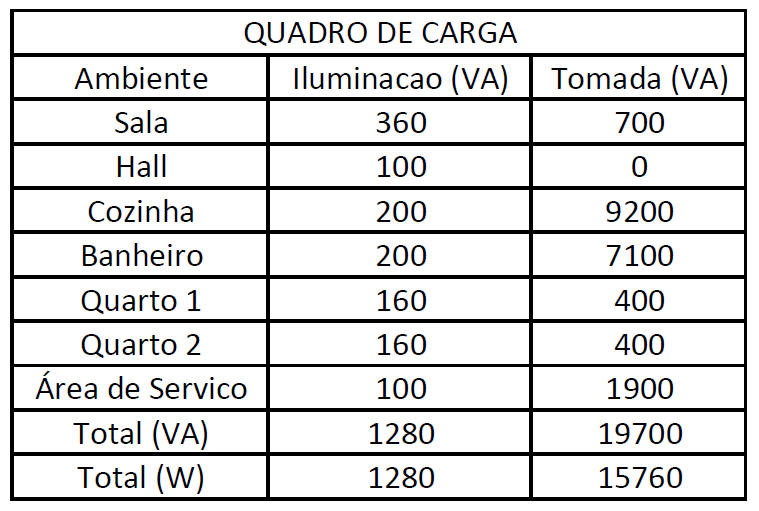 QUADRO DE CARGA
Ambiente Iluminacao (VA) Tomada (VA)
Sala 360 700
Hall 100 0
Cozinha 200 9200
Banheiro 200 7100
Quarto 1 160 400
Quarto 2 160 400
Área de Servico 100 1900
Total (VA) 1280 19700
Total (W) 1280 15760